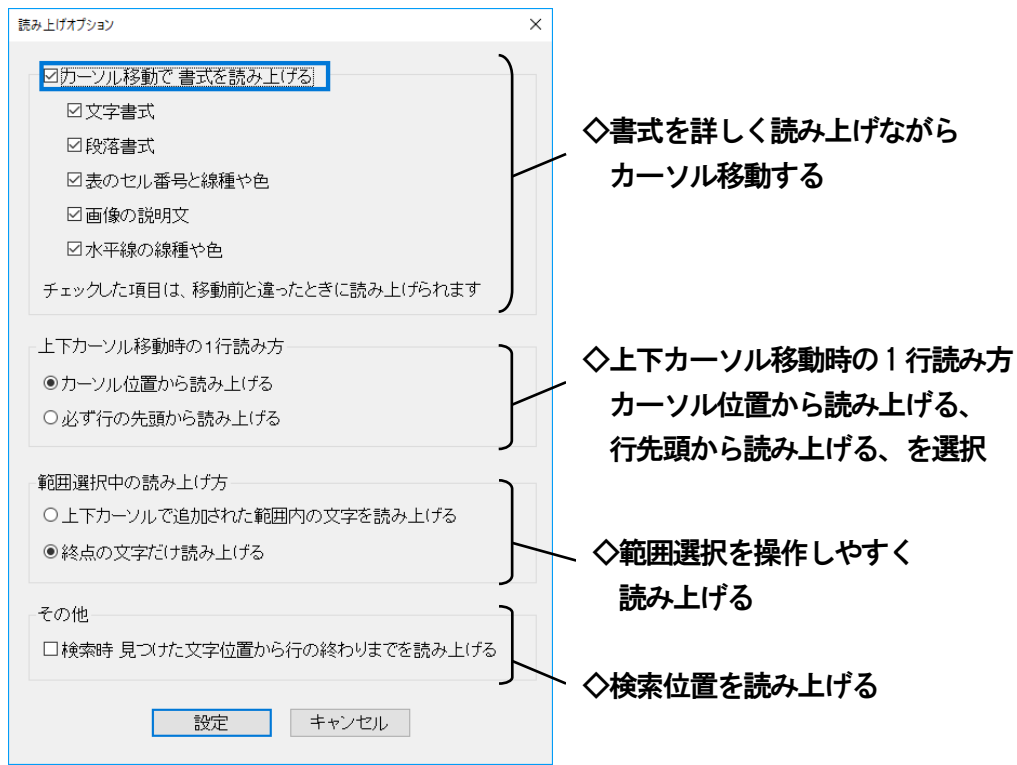 読み上げオプション
カーソル移動で 書式を読み上げる
文字書式
段落書式
表のセル番号と線種や色
画像の説明文
水平線の線種や色
チェックした項目は、移動前と違ったときに読み上げられます
◇書式を詳しく読み上げながら
カーソル移動する
上下カーソル移動時の1行読み方
カーソル位置から読み上げる
必ず行の先頭から読み上げる
◇上下カーソル移動時の1行読み方
カーソル位置から読み上げる、
行先頭から読み上げる、を選択
範囲選択中の読み上げ方
上下カーソルで追加された範囲内の文字を読み上げる
終点の文字だけ読み上げる
◇範囲選択を操作しやすく
読み上げる
その他
検索時 見つけた文字位置から行の終わりまでを読み上げる
◇検索位置を読み上げる
設定
キャンセル